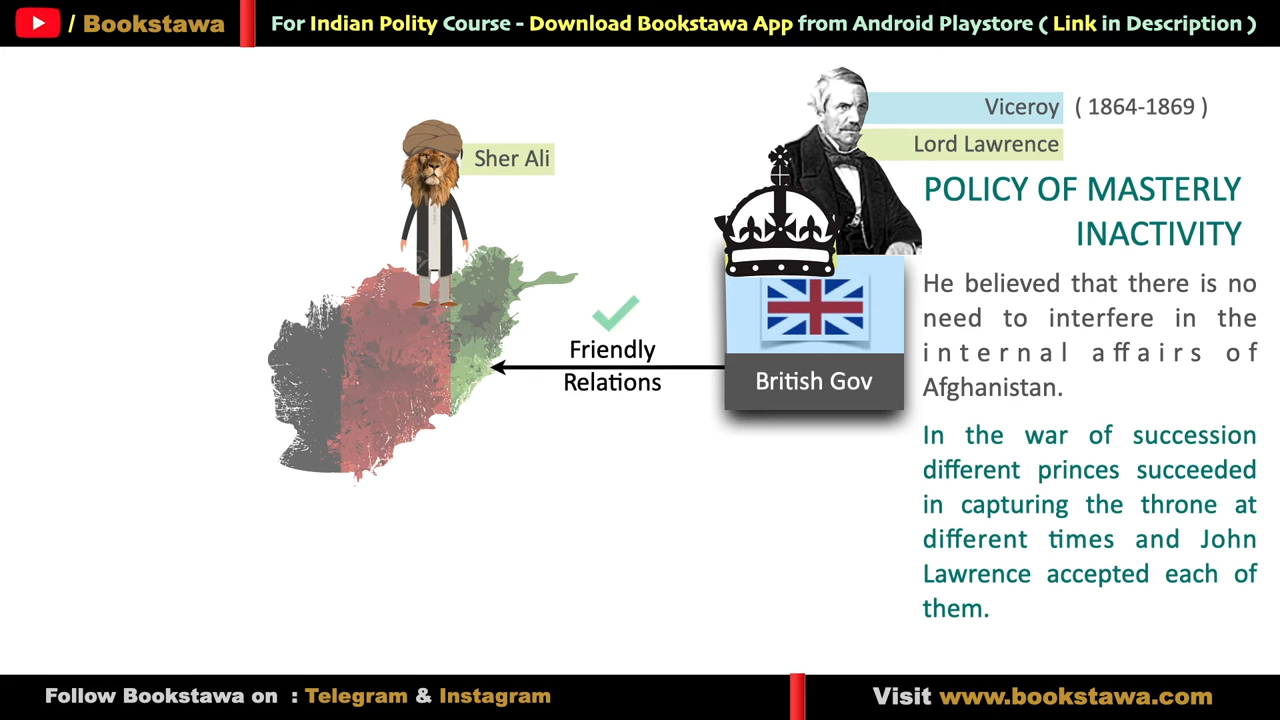 / Bookstawa
For Indian Polity Course - Download Bookstawa App from Android Playstore ( Link in Description )
Viceroy ( 1864-1869 )
Lord Lawrence
Sher Ali
POLICY OF MASTERLY
INACTIVITY
He believed that there is no
need to interfere in the
internal affairs of
Afghanistan.
Friendly
Relations
British Gov
In the war of succession
different princes succeeded
in capturing the throne at
different times and John
Lawrence accepted each of
them.
Follow Bookstawa on : Telegram & Instagram
Visit www.bookstawa.com